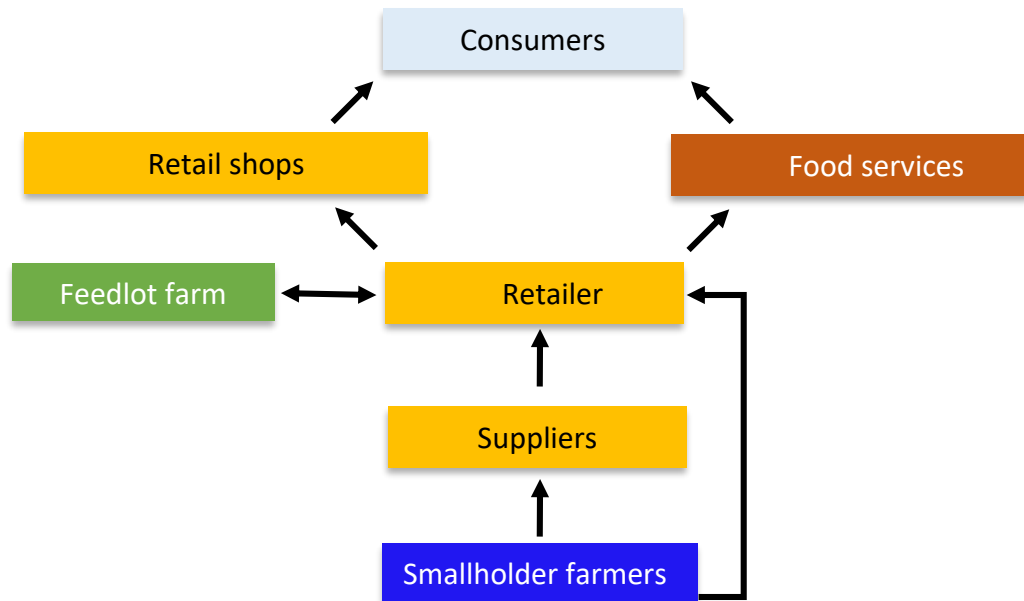 Consumers
Retail shops
Food services
Feedlot farm
Retailer
Suppliers
Smallholder farmers